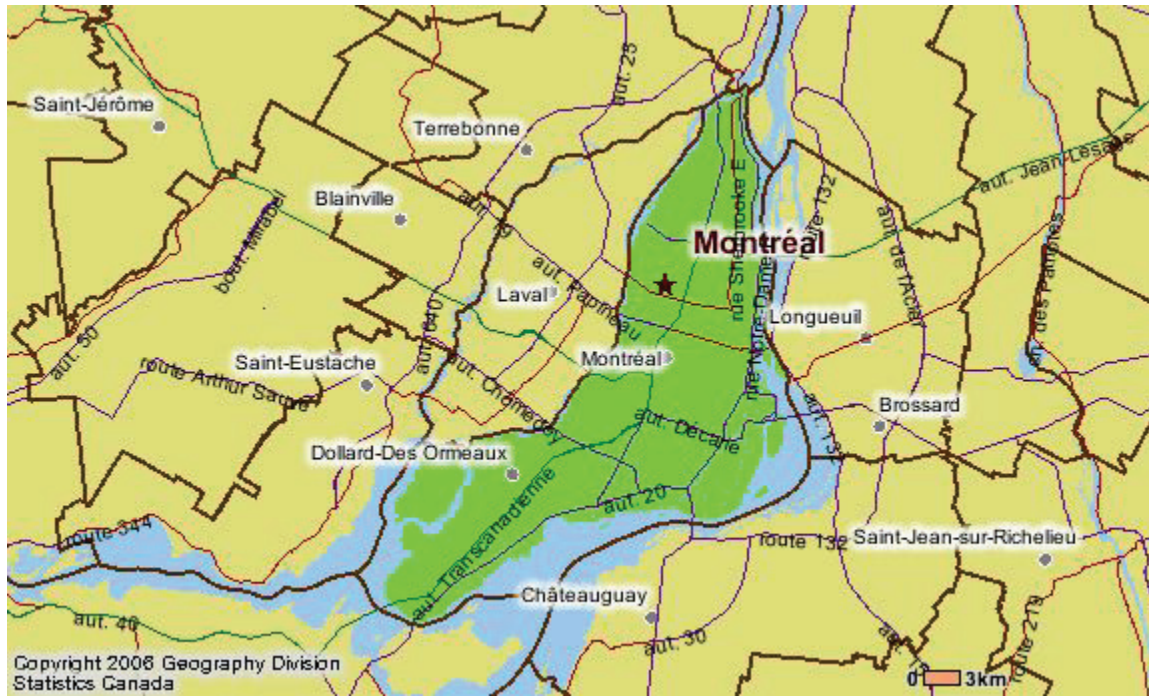 aut. 25
Saint-Jérôme
Terrebonne
aut. Jean-Lesage
rue Sherbrooke E
route 132
Blainville
aut. 19
bout. Mirabel
Montréal
aut. de l'Acier
rue Notre-Dame
des Patriotes
aut. Papineau
Laval
aut. 640
Longueuil
aut. 50
Saint-Eustache
Montréal
route Arthur Sauvé
aut. Chomedey
Brossard
aut. Décarie
aut. 132
Dollard-Des Ormeaux
aut. 20
route 344
aut. Transcanadienne
route 132
Saint-Jean-sur-Richelieu
Châteauguay
aut. 40
aut. 30
route 219
Copyright 2006 Geography Division
Statistics Canada
0 3km